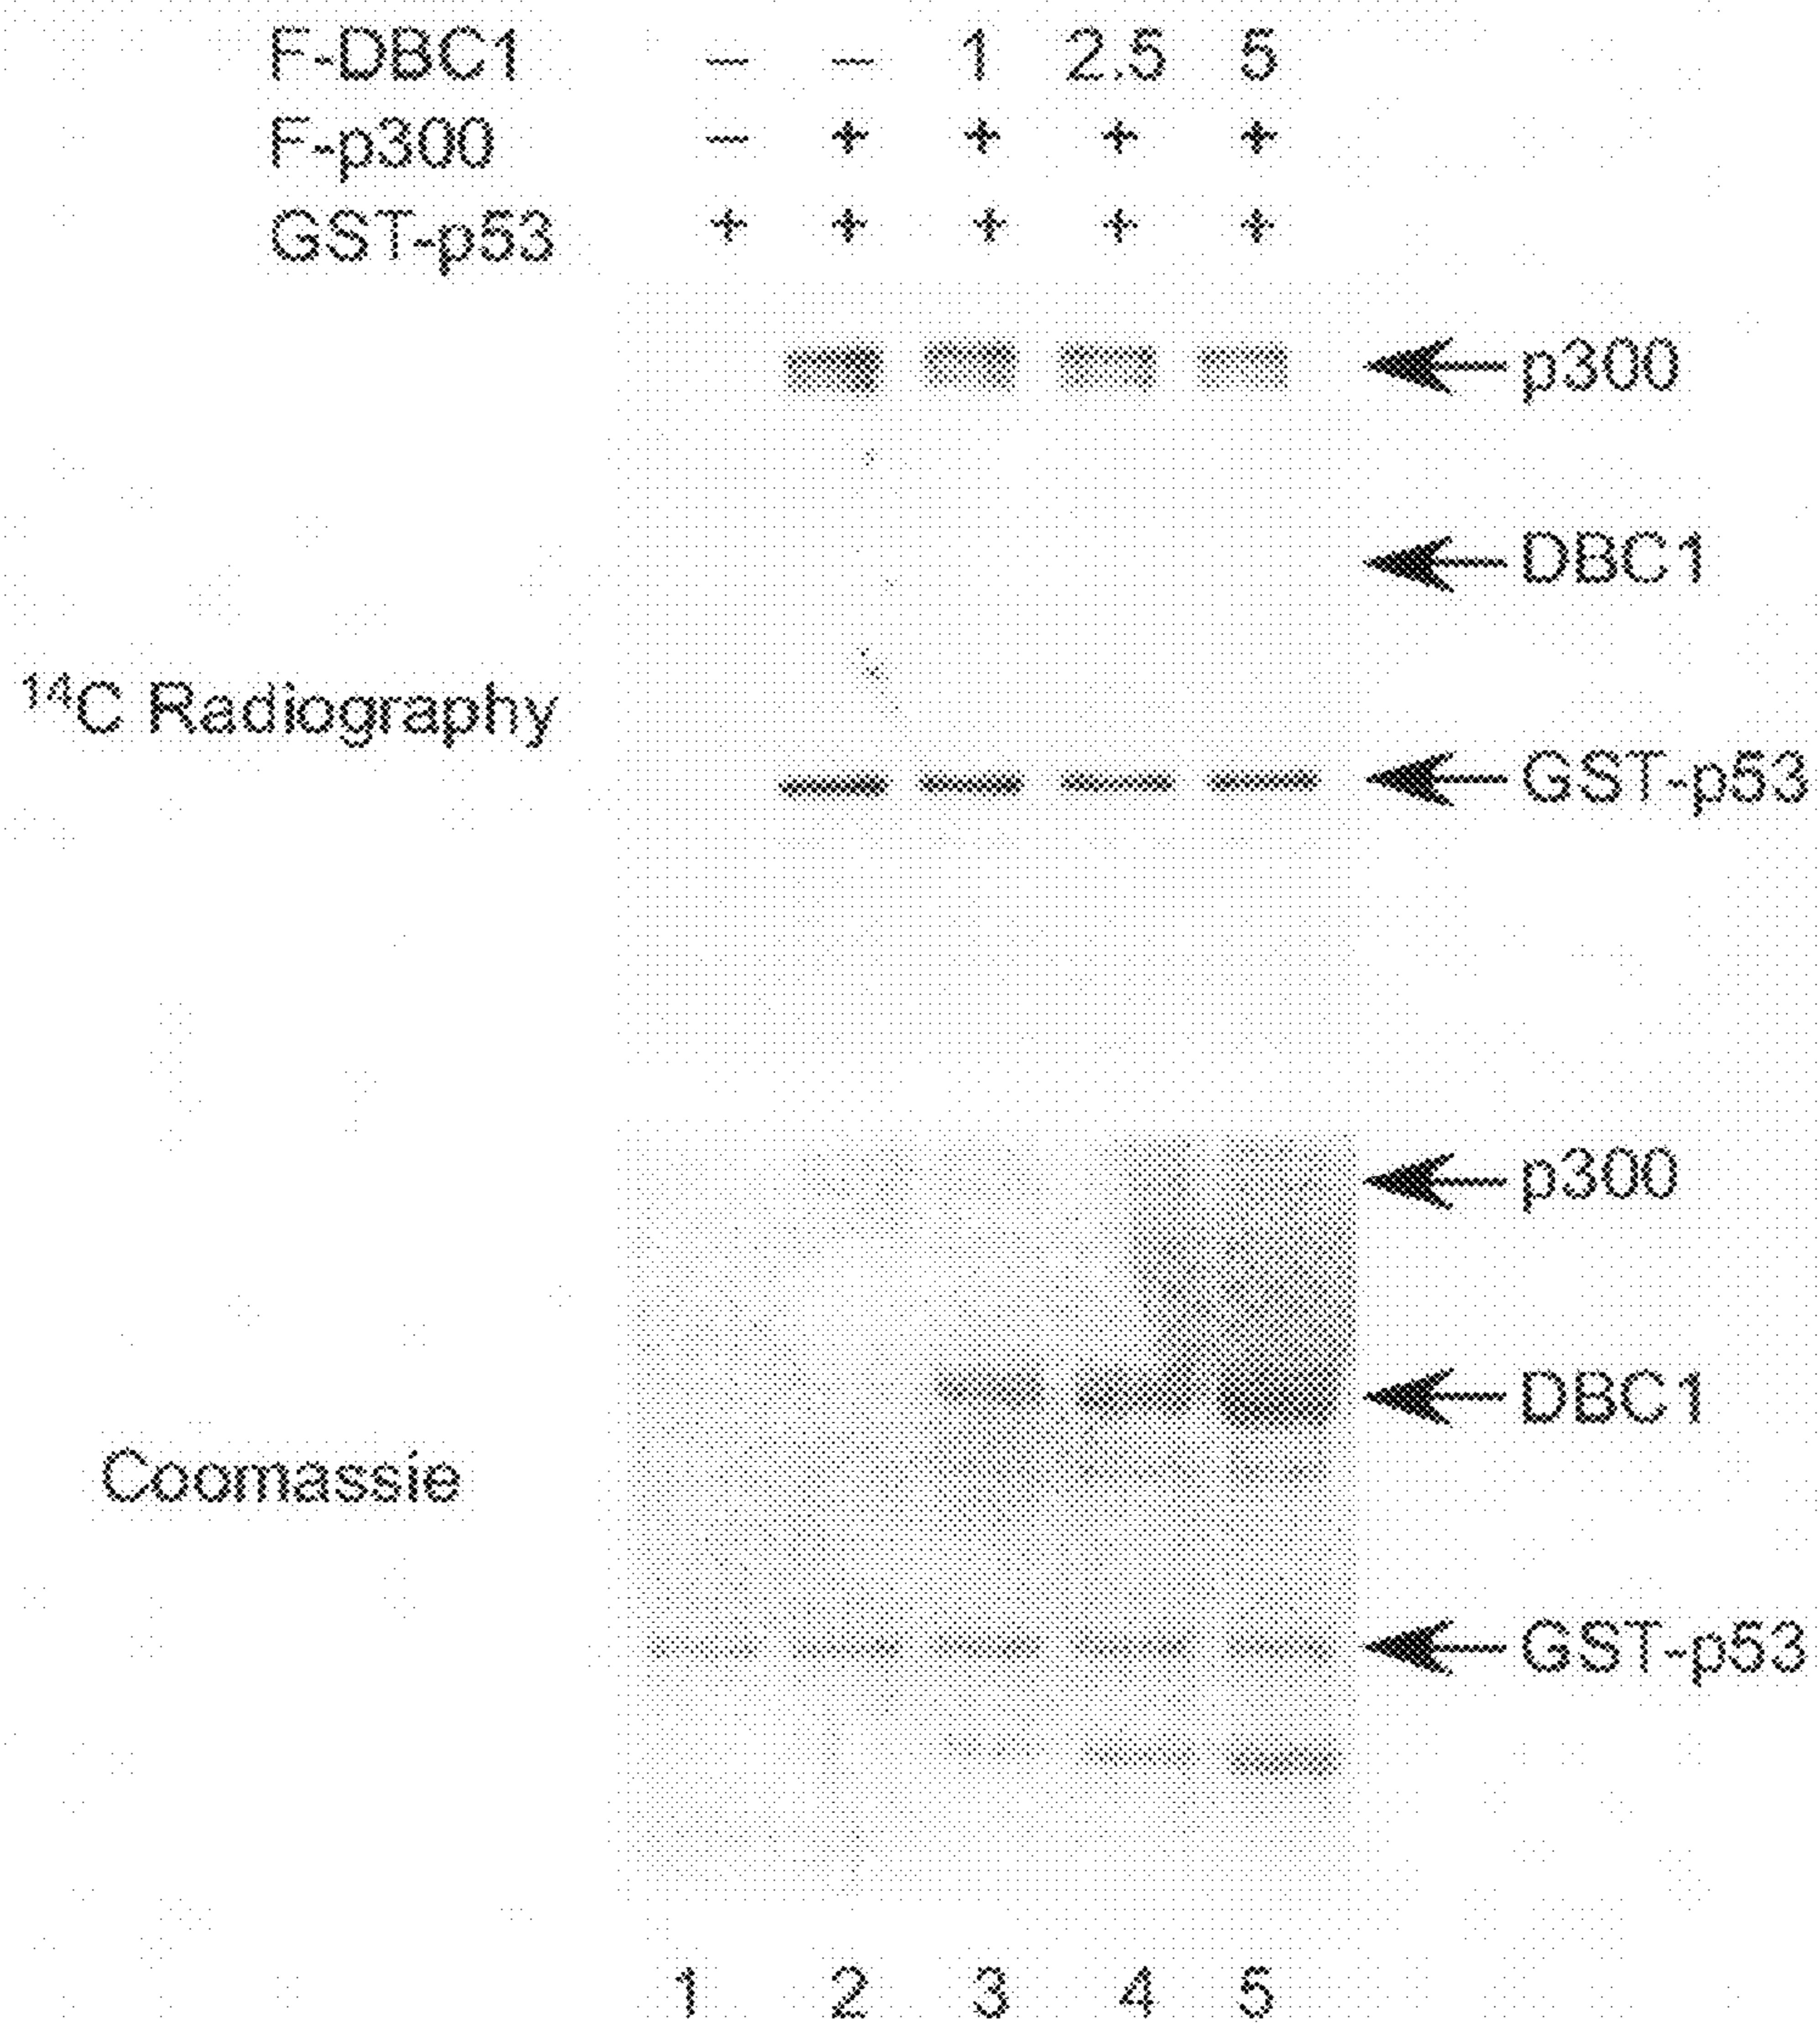 F-DBC1 – – 1 2.5 5
F-p300 – + + + +
GST-p53 + + + + +
p300
DBC1
¹⁴C Radiography
GST-p53
p300
DBC1
Coomassie
GST-p53
1 2 3 4 5